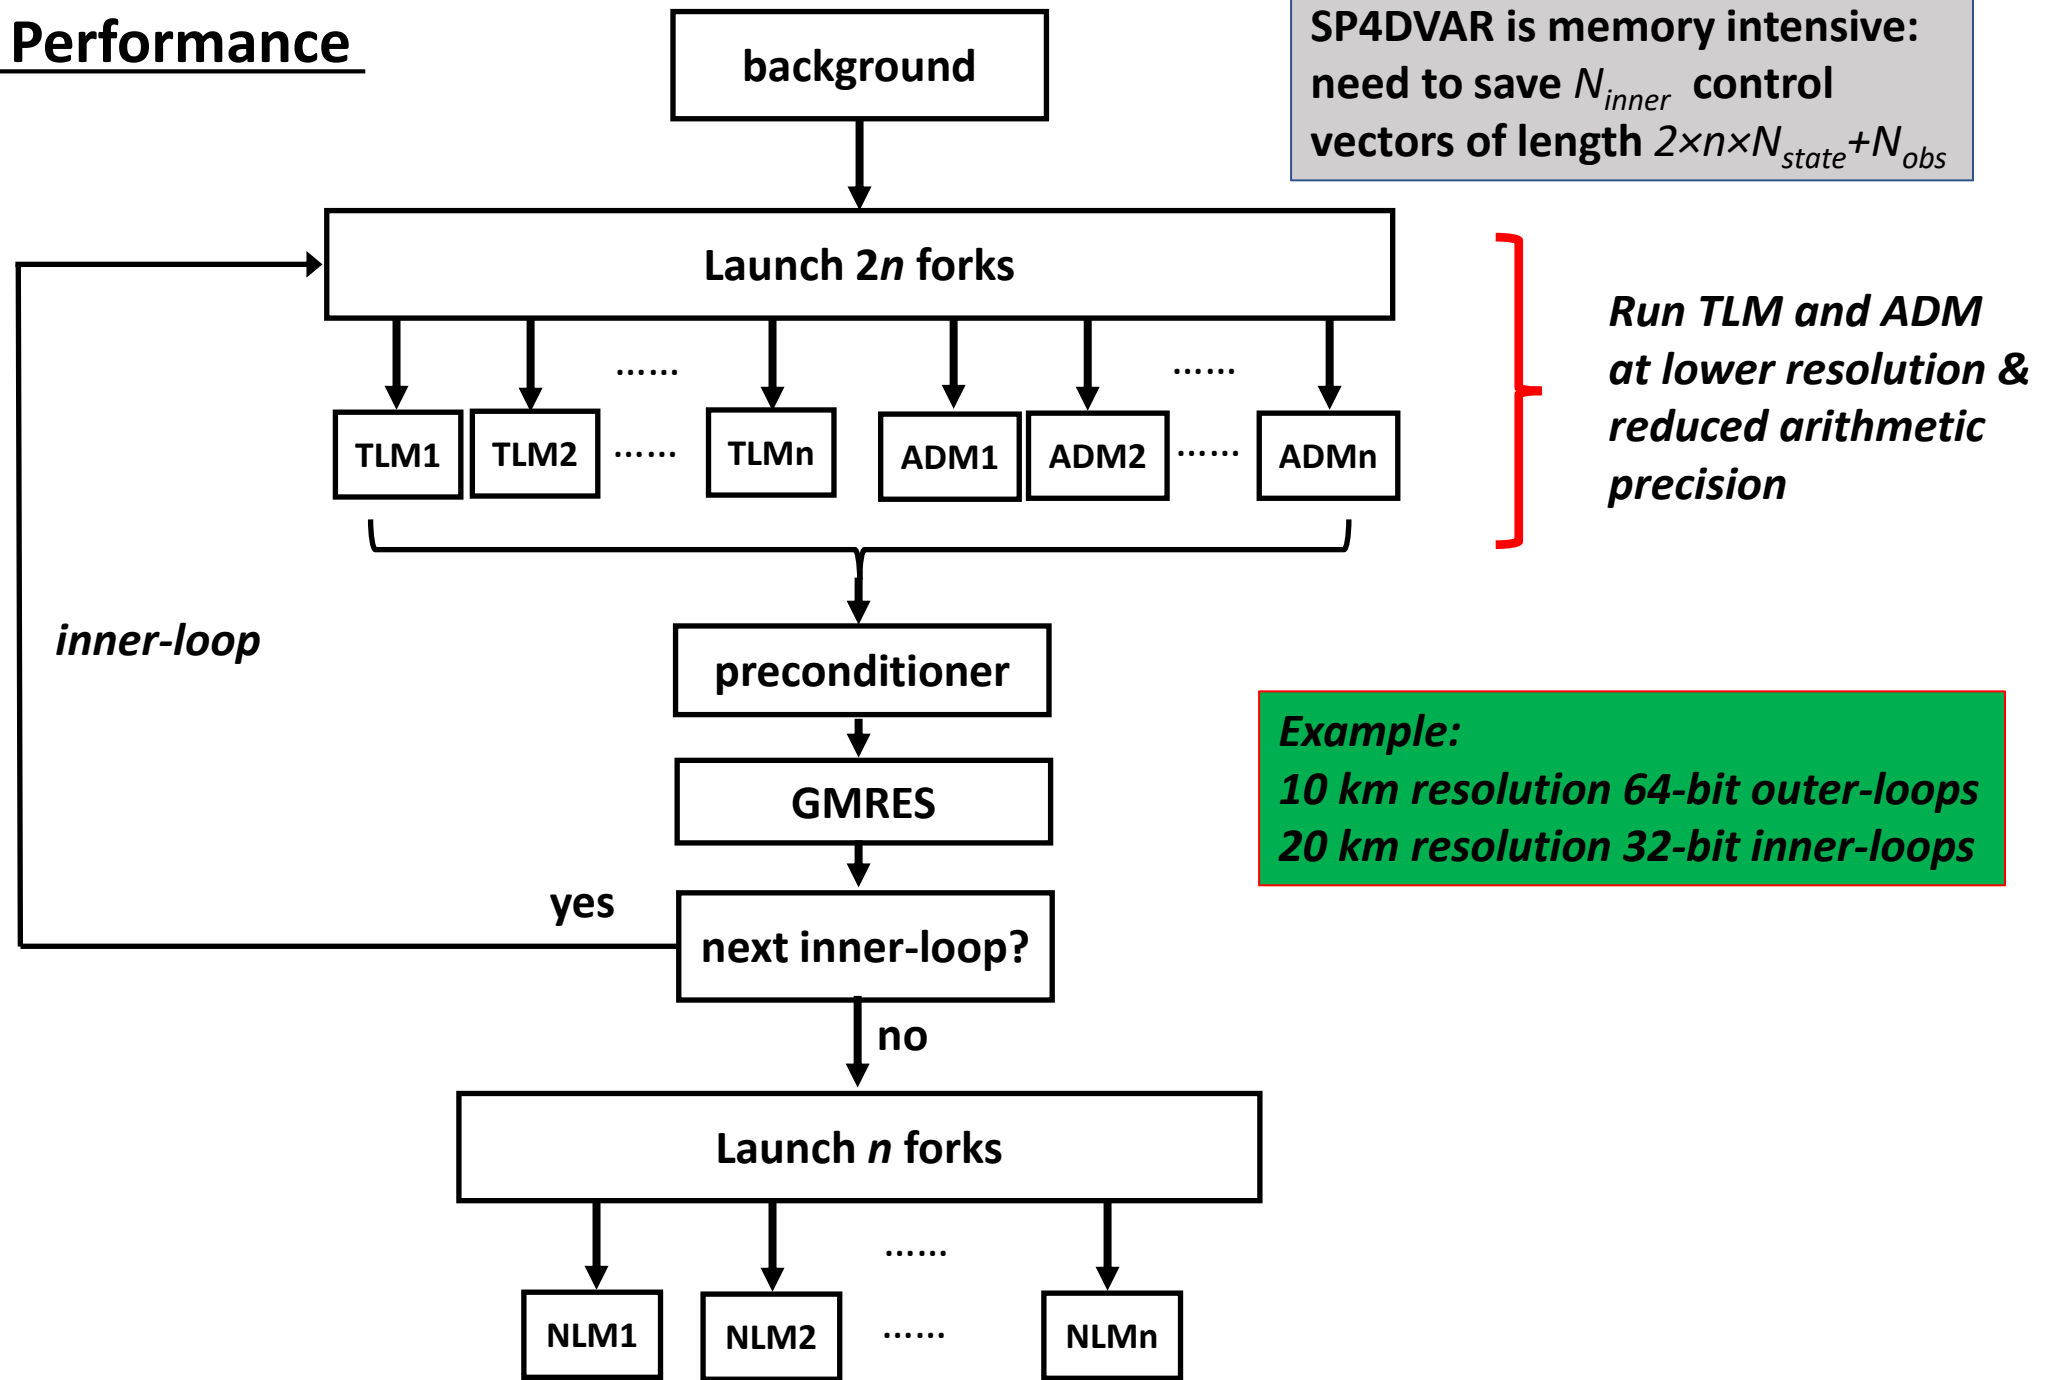 Performance
background
SP4DVAR is memory intensive:
need to save N_inner control
vectors of length 2×n×N_state+N_obs
Launch 2n forks
Run TLM and ADM
at lower resolution &
reduced arithmetic
precision
......
......
TLM1
TLM2
......
TLMn
ADM1
ADM2
......
ADMn
inner-loop
preconditioner
Example:
10 km resolution 64-bit outer-loops
20 km resolution 32-bit inner-loops
GMRES
yes
next inner-loop?
no
Launch n forks
......
NLM1
NLM2
......
NLMn